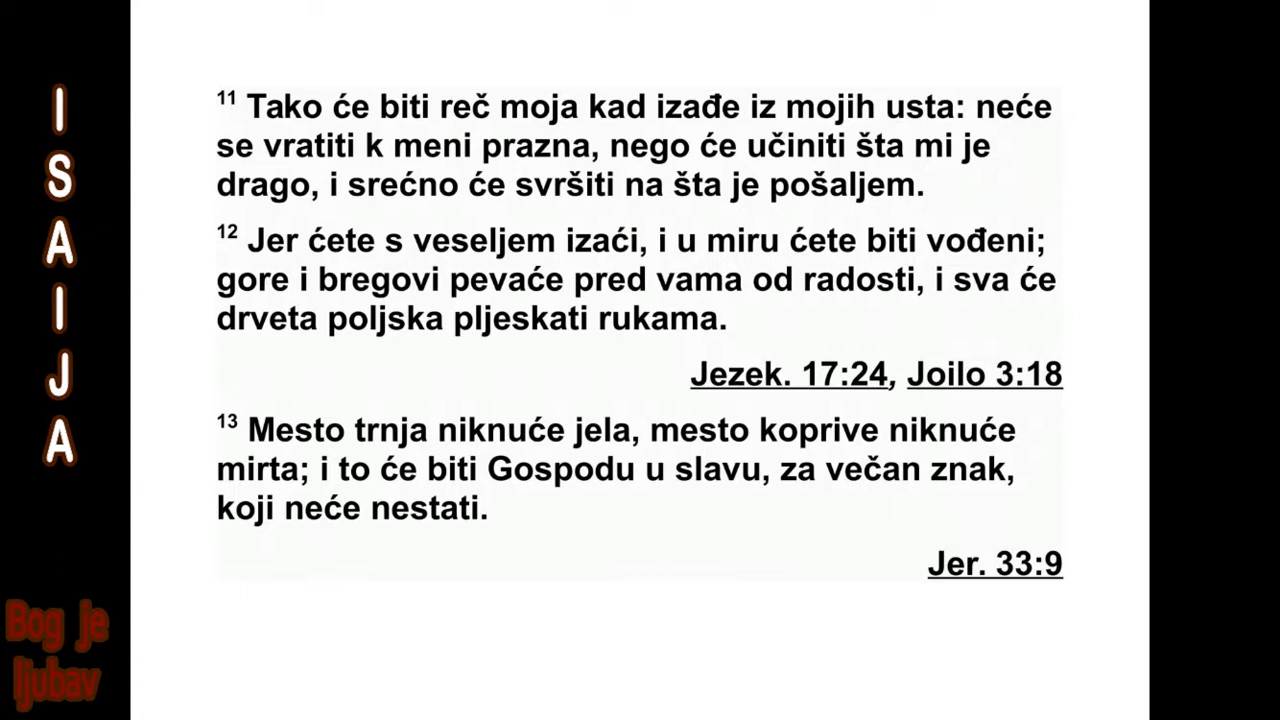 I
S
A
I
J
A
11 Tako će biti reč moja kad izađe iz mojih usta: neće
se vratiti k meni prazna, nego će učiniti šta mi je
drago, i srećno će svršiti na šta je pošaljem.
12 Jer ćete s veseljem izaći, i u miru ćete biti vođeni;
gore i bregovi pevaće pred vama od radosti, i sva će
drveta poljska pljeskati rukama.
Jezek. 17:24, Joilo 3:18
13 Mesto trnja niknuće jela, mesto koprive niknuće
mirta; i to će biti Gospodu u slavu, za večan znak,
koji neće nestati.
Jer. 33:9
Bog je
ljubav